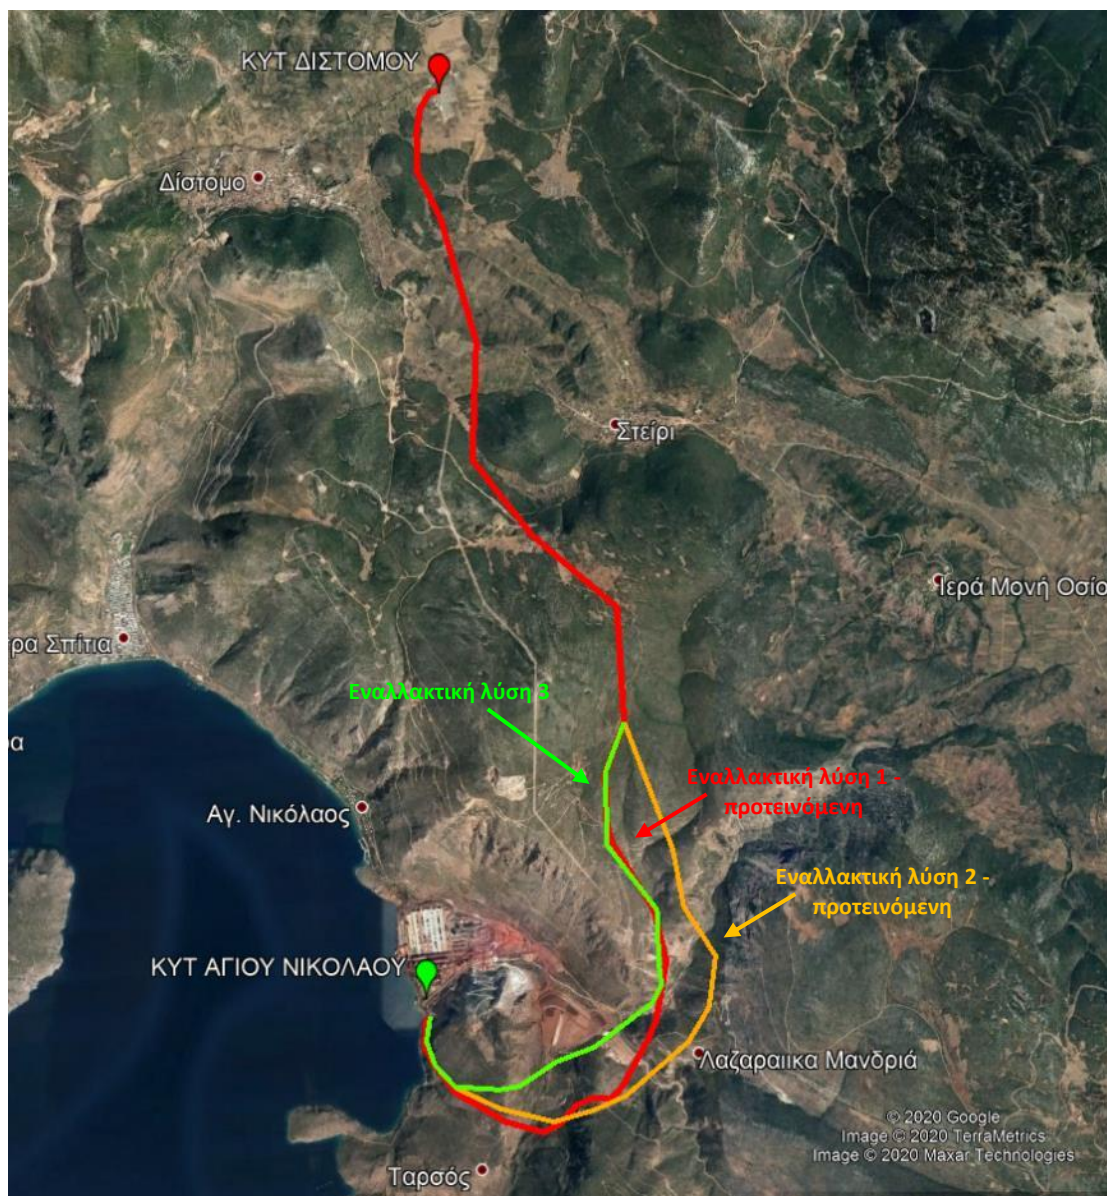 ΚΥΤ ΔΙΣΤΟΜΟΥ
Δίστομο
Στείρι
Ιερά Μονή Οσίο
ρα Σπίτια
Εναλλακτική λύση 3
α
Εναλλακτική λύση 1 -
προτεινόμενη
Αγ. Νικόλαος
Εναλλακτική λύση 2 -
προτεινόμενη
ΚΥΤ ΑΓΙΟΥ ΝΙΚΟΛΑΟΥ
Λαζαραιικα Μανδριά
© 2020 Google
Image © 2020 TerraMetrics
Image © 2020 Maxar Technologies
Ταρσός